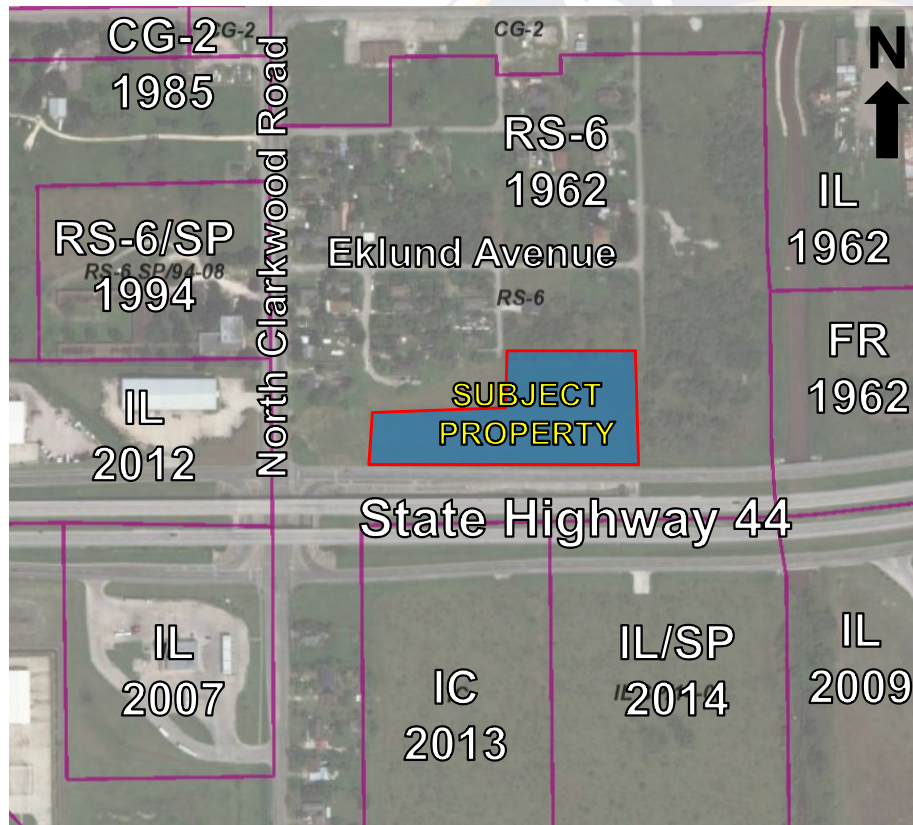 CG-2
1985
CG-2
CG-2
N
North Clarkwood Road
RS-6
1962
IL
1962
RS-6/SP
RS-6 SP/94-08
1994
Eklund Avenue
RS-6
FR
1962
SUBJECT
PROPERTY
IL
2012
State Highway 44
IL
2007
IC
2013
IL/SP
2014
IL
2009